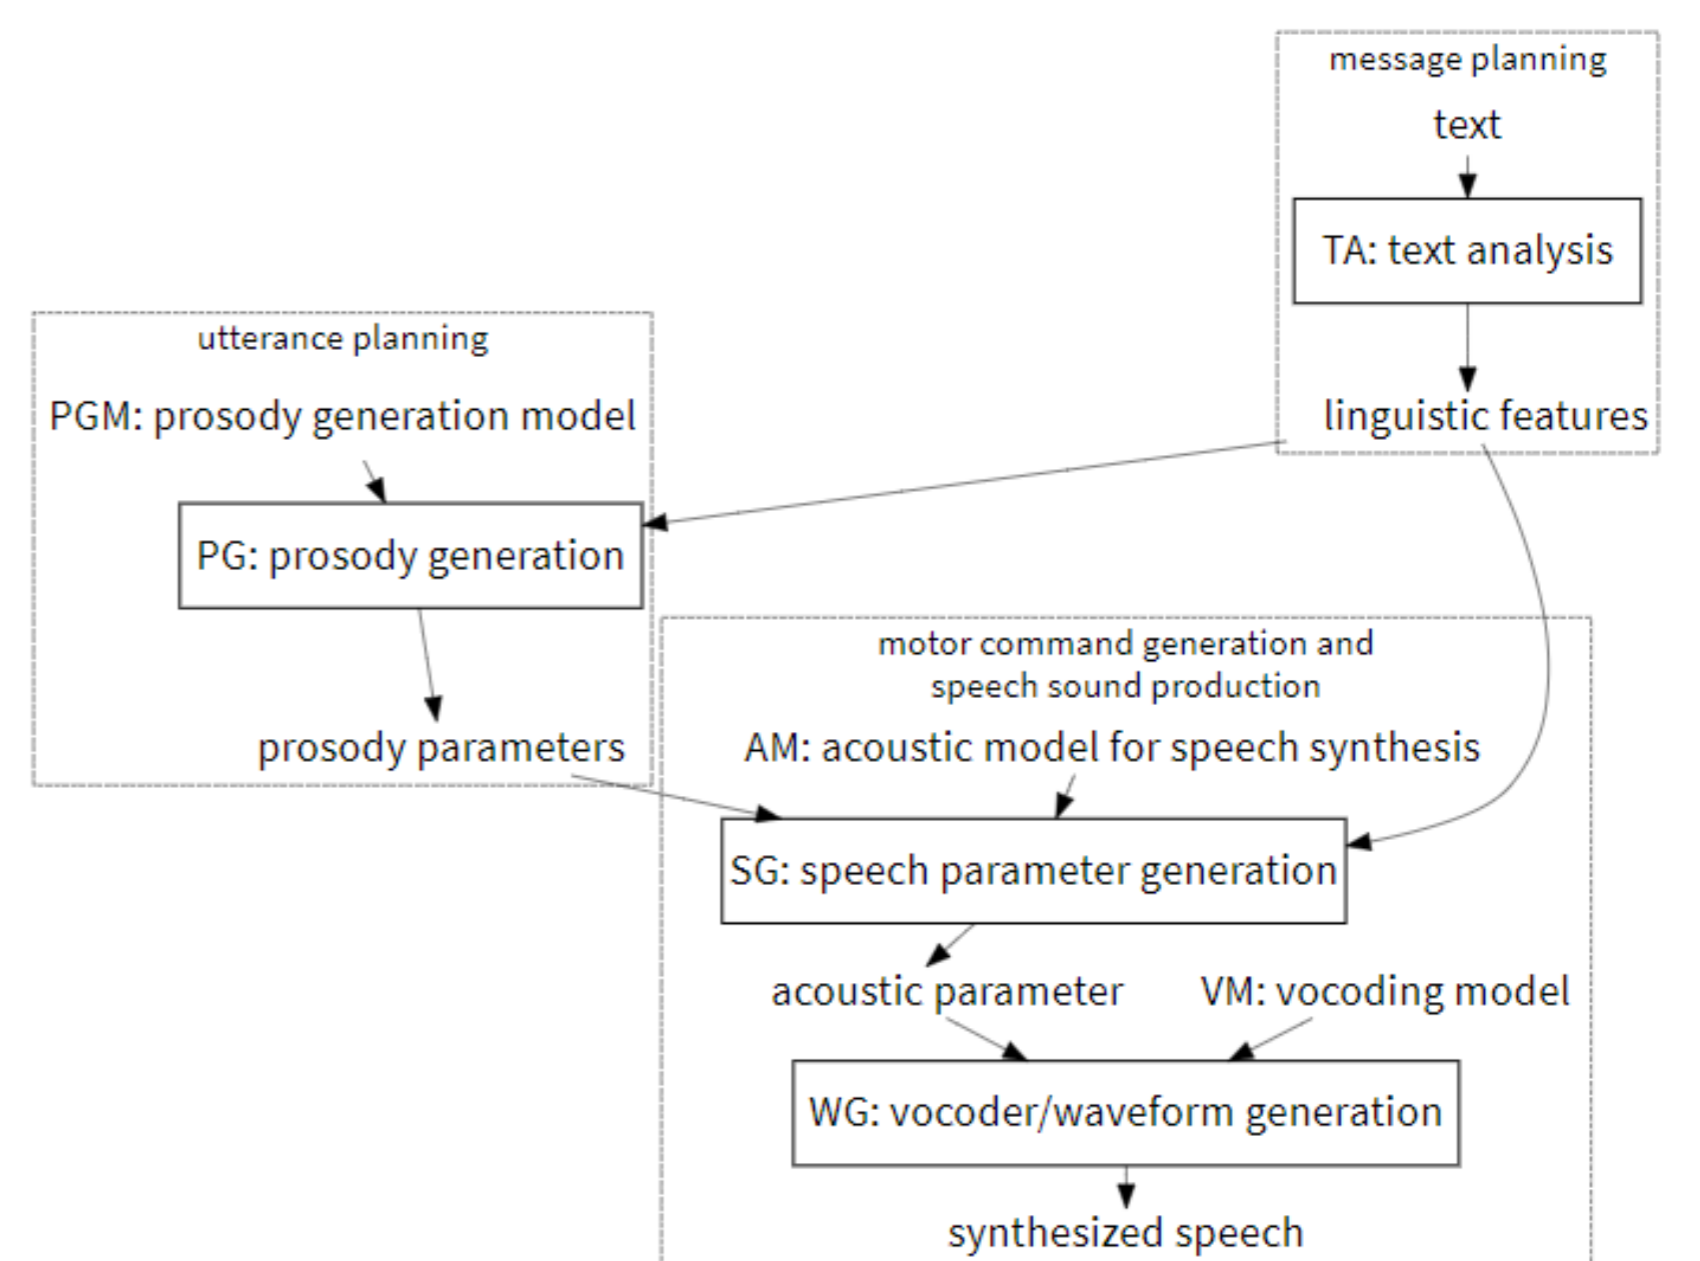 message planning
text
TA: text analysis
linguistic features
utterance planning
PGM: prosody generation model
PG: prosody generation
prosody parameters
motor command generation and
speech sound production
AM: acoustic model for speech synthesis
SG: speech parameter generation
acoustic parameter
VM: vocoding model
WG: vocoder/waveform generation
synthesized speech